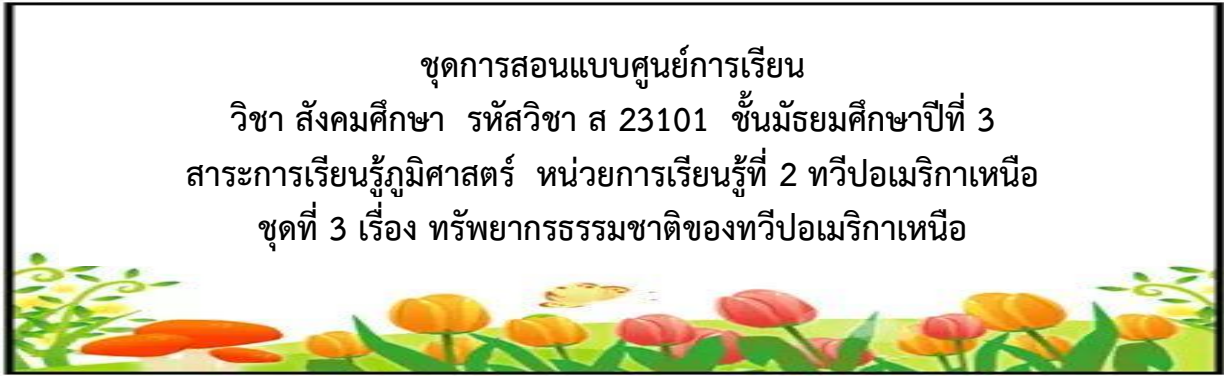 ชุดการสอนแบบศูนย์การเรียน
วิชา สังคมศึกษา รหัสวิชา ส 23101 ชั้นมัธยมศึกษาปีที่ 3
สาระการเรียนรู้ภูมิศาสตร์ หน่วยการเรียนรู้ที่ 2 ทวีปอเมริกาเหนือ
ชุดที่ 3 เรื่อง ทรัพยากรธรรมชาติของทวีปอเมริกาเหนือ